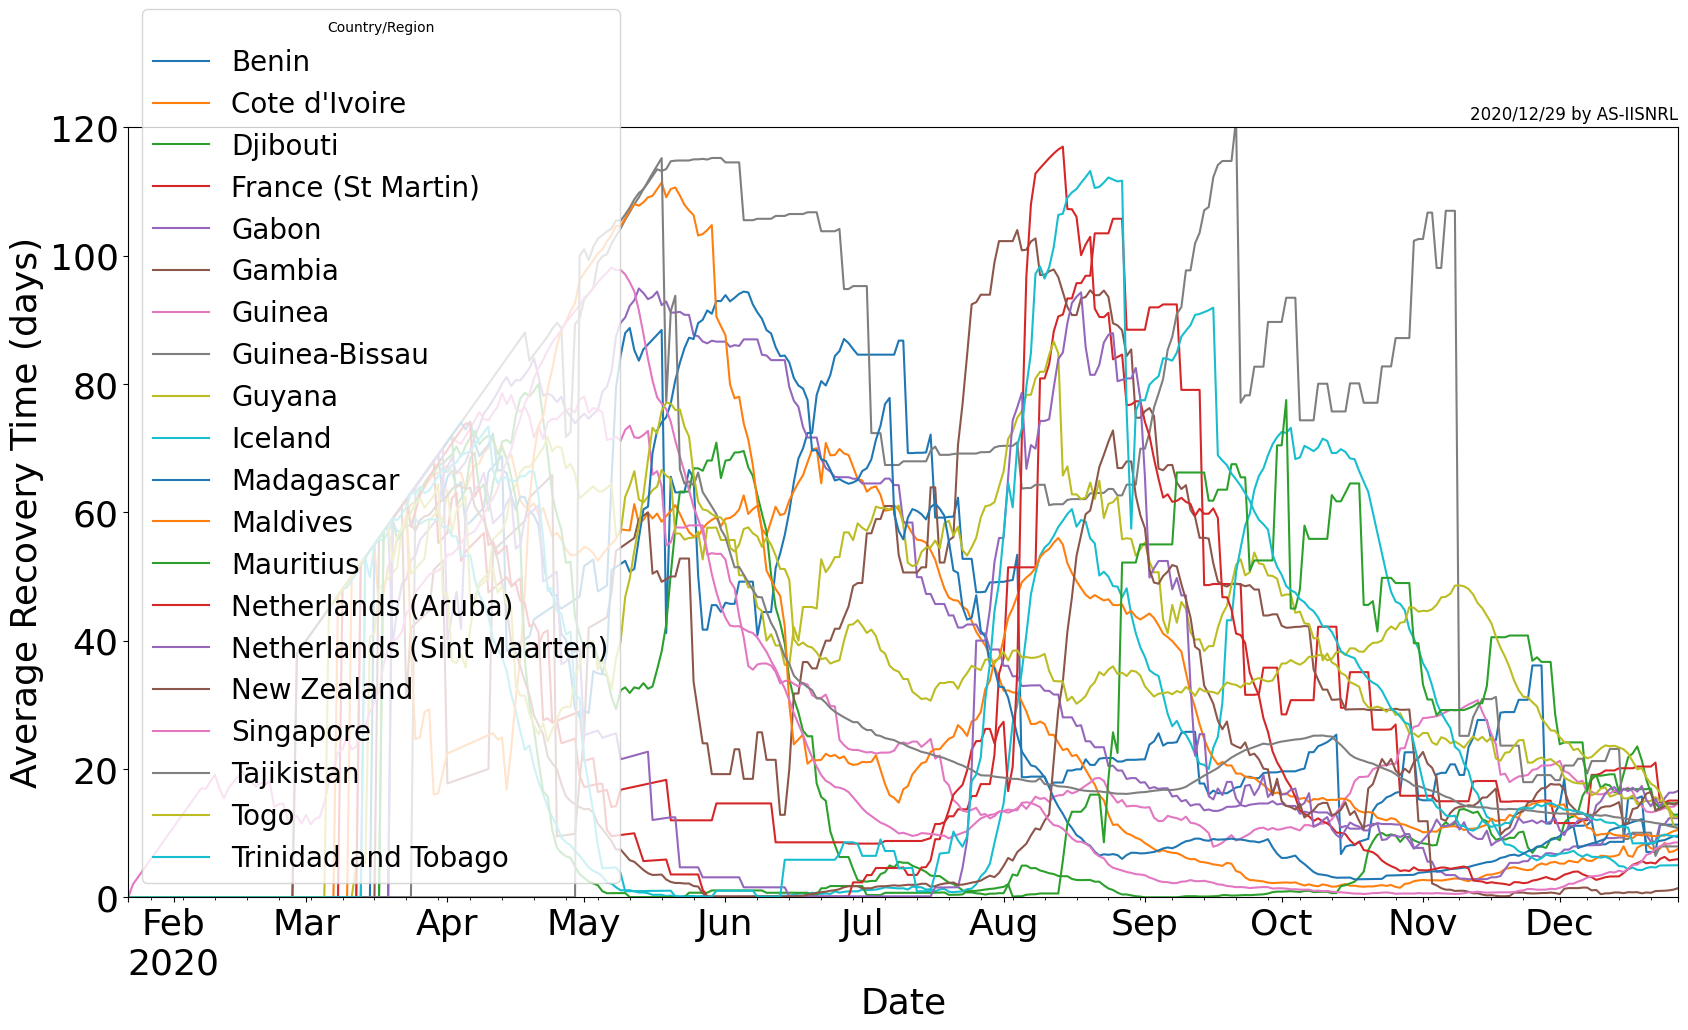 Country/Region
Benin
Cote d'Ivoire
Djibouti
France (St Martin)
Gabon
Gambia
Guinea
Guinea-Bissau
Guyana
Iceland
Madagascar
Maldives
Mauritius
Netherlands (Aruba)
Netherlands (Sint Maarten)
New Zealand
Singapore
Tajikistan
Togo
Trinidad and Tobago
2020/12/29 by AS-IISNRL
120
100
80
60
40
20
0
Average Recovery Time (days)
Feb Mar Apr May Jun Jul Aug Sep Oct Nov Dec
2020
Date